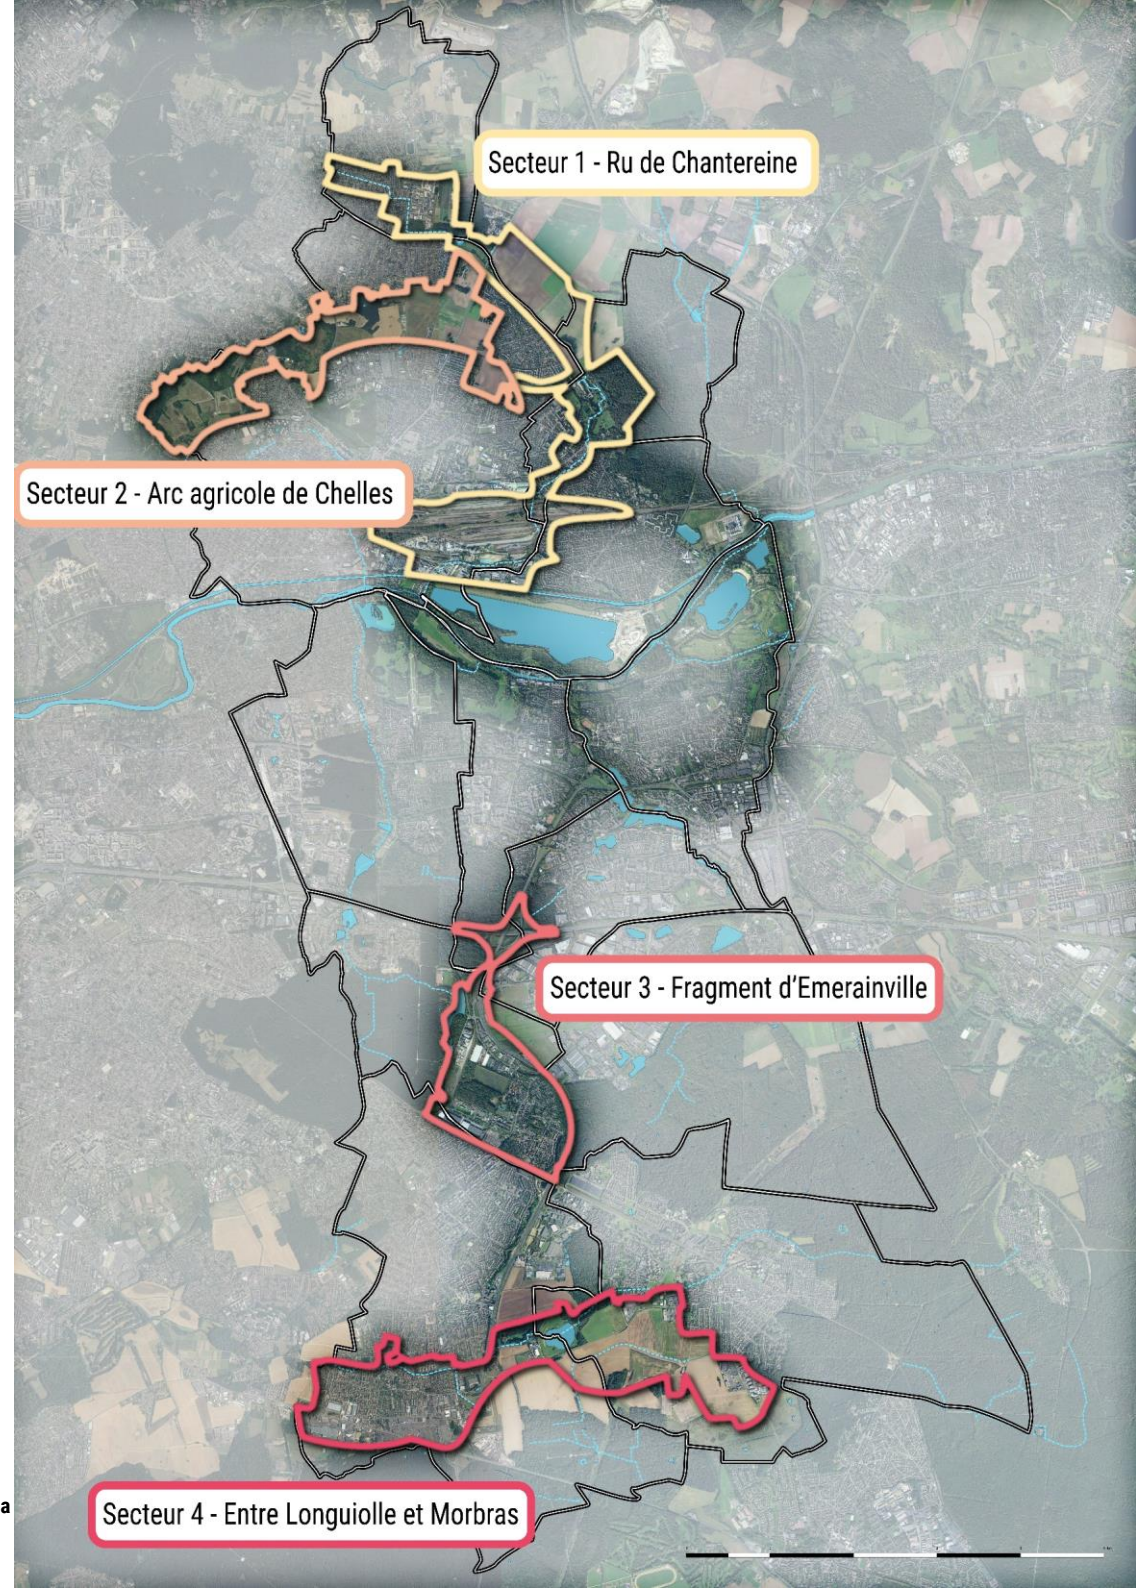 Secteur 1 - Ru de Chantereine
Secteur 2 - Arc agricole de Chelles
Secteur 3 - Fragment d'Emerainville
a
Secteur 4 - Entre Longuiolle et Morbras